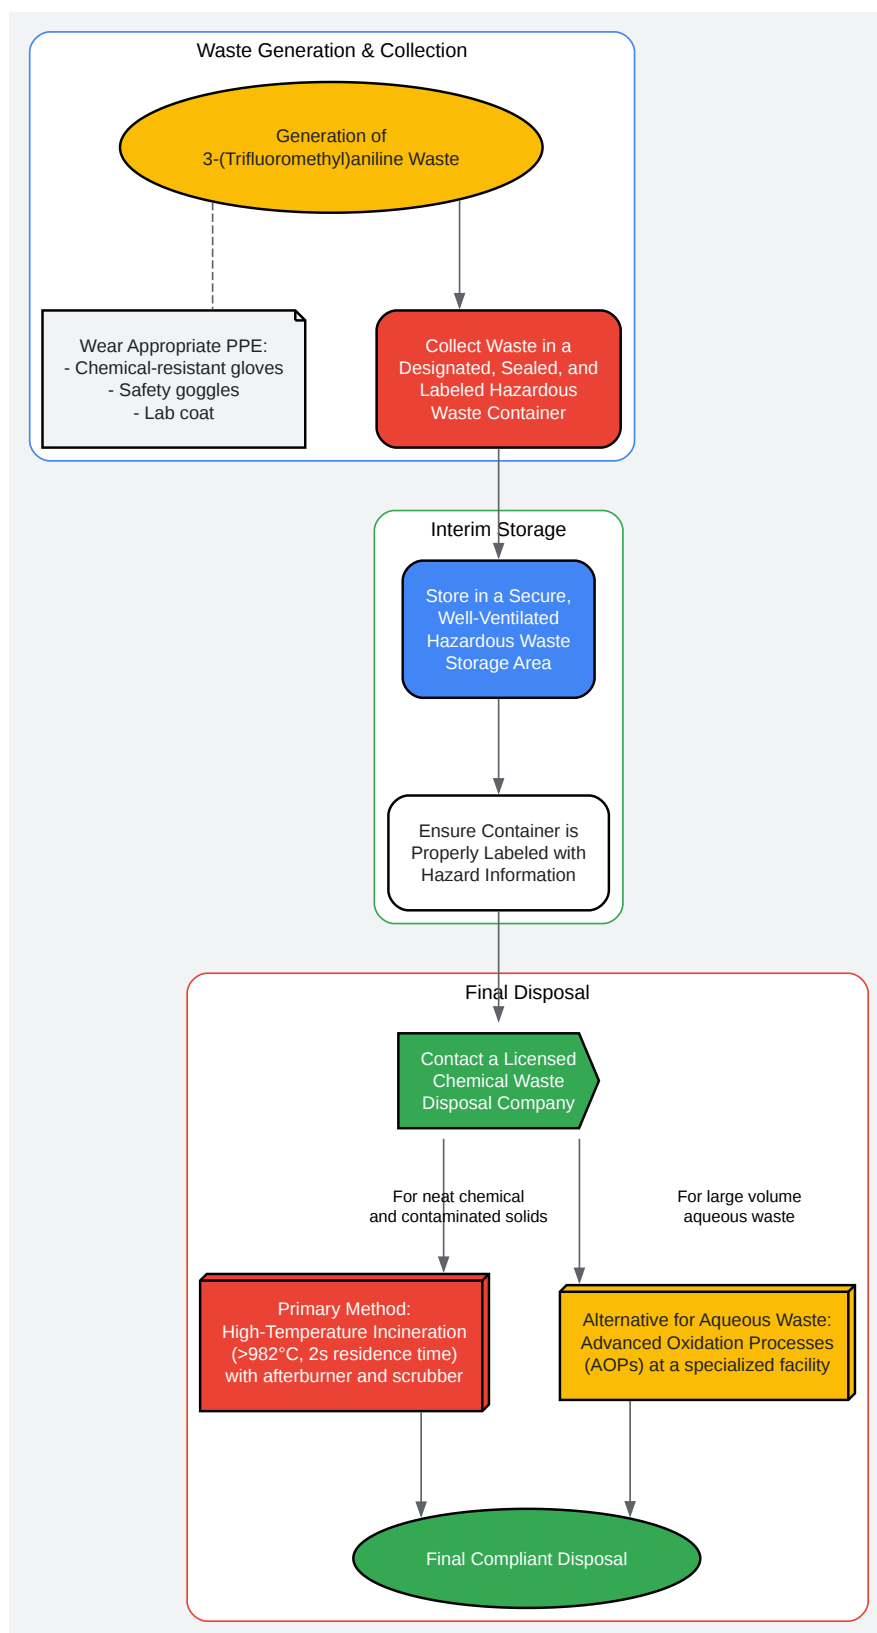 Waste Generation & Collection
Generation of
3-(Trifluoromethyl)aniline Waste
Wear Appropriate PPE:
- Chemical-resistant gloves
- Safety goggles
- Lab coat
Collect Waste in a
Designated, Sealed, and
Labeled Hazardous
Waste Container
Interim Storage
Store in a Secure,
Well-Ventilated
Hazardous Waste
Storage Area
Ensure Container is
Properly Labeled with
Hazard Information
Final Disposal
Contact a Licensed
Chemical Waste
Disposal Company
For neat chemical
and contaminated solids
For large volume
aqueous waste
Primary Method:
High-Temperature Incineration
(>982°C, 2s residence time)
with afterburner and scrubber
Alternative for Aqueous Waste:
Advanced Oxidation Processes
(AOPs) at a specialized facility
Final Compliant Disposal